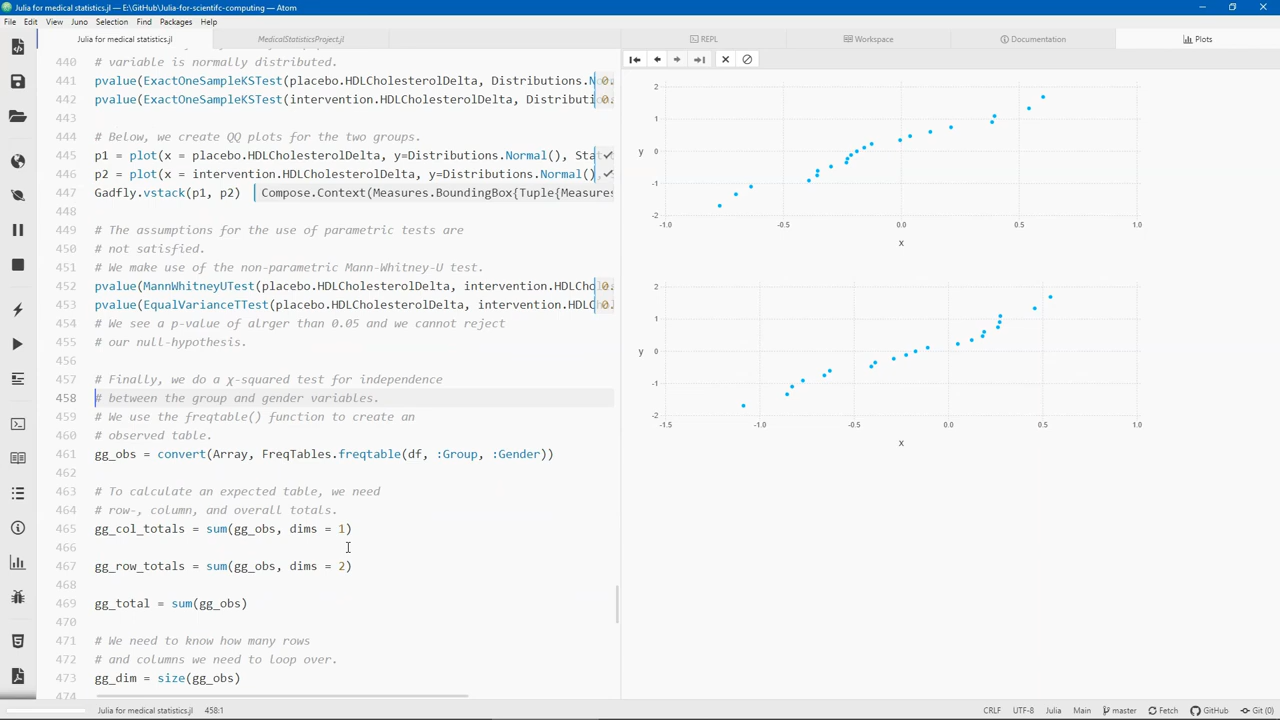 Julia for medical statistics.jl — E:\GitHub\Julia-for-scientifc-computing — Atom
File Edit View Juno Selection Find Packages Help
Julia for medical statistics.jl MedicalStatisticsProject.jl REPL Workspace Documentation Plots
440 # variable is normally distributed.
441 pvalue(ExactOneSampleKSTest(placebo.HDLCholesterolDelta, Distributions.N 0.
442 pvalue(ExactOneSampleKSTest(intervention.HDLCholesterolDelta, Distributi 0.
443
444 # Below, we create QQ plots for the two groups.
445 p1 = plot(x = placebo.HDLCholesterolDelta, y=Distributions.Normal(), Sta
446 p2 = plot(x = intervention.HDLCholesterolDelta, y=Distributions.Normal()
447 Gadfly.vstack(p1, p2) Compose.Context(Measures.BoundingBox{Tuple{Measures
448
449 # The assumptions for the use of parametric tests are
450 # not satisfied.
451 # We make use of the non-parametric Mann-Whitney-U test.
452 pvalue(MannWhitneyUTest(placebo.HDLCholesterolDelta, intervention.HDLCho 0.
453 pvalue(EqualVarianceTTest(placebo.HDLCholesterolDelta, intervention.HDLC 0.
454 # We see a p-value of alrger than 0.05 and we cannot reject
455 # our null-hypothesis.
456
457 # Finally, we do a χ-squared test for independence
458 # between the group and gender variables.
459 # We use the freqtable() function to create an
460 # observed table.
461 gg_obs = convert(Array, FreqTables.freqtable(df, :Group, :Gender))
462
463 # To calculate an expected table, we need
464 # row-, column, and overall totals.
465 gg_col_totals = sum(gg_obs, dims = 1)
466
467 gg_row_totals = sum(gg_obs, dims = 2)
468
469 gg_total = sum(gg_obs)
470
471 # We need to know how many rows
472 # and columns we need to loop over.
473 gg_dim = size(gg_obs)
474
2
1
y 0
-1
-2
-1.0 -0.5 0.0 0.5 1.0
x
2
1
y 0
-1
-2
-1.5 -1.0 -0.5 0.0 0.5 1.0
x
Julia for medical statistics.jl 458:1 CRLF UTF-8 Julia Main master Fetch GitHub Git (0)